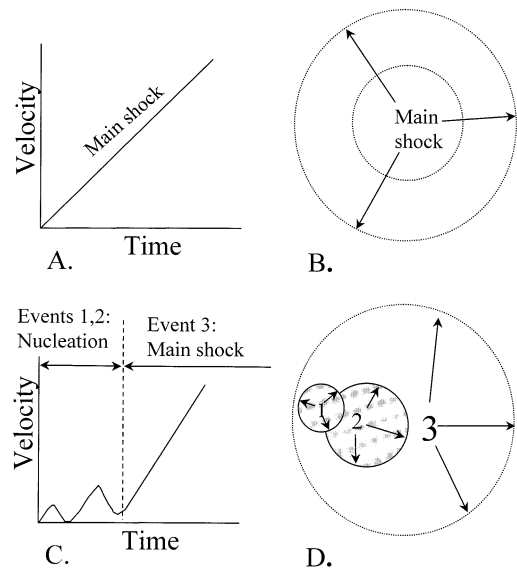 Velocity
Main shock
Time
A.
Main
shock
B.
Events 1,2:
Nucleation
Event 3:
Main shock
Velocity
Time
C.
1
2
3
D.